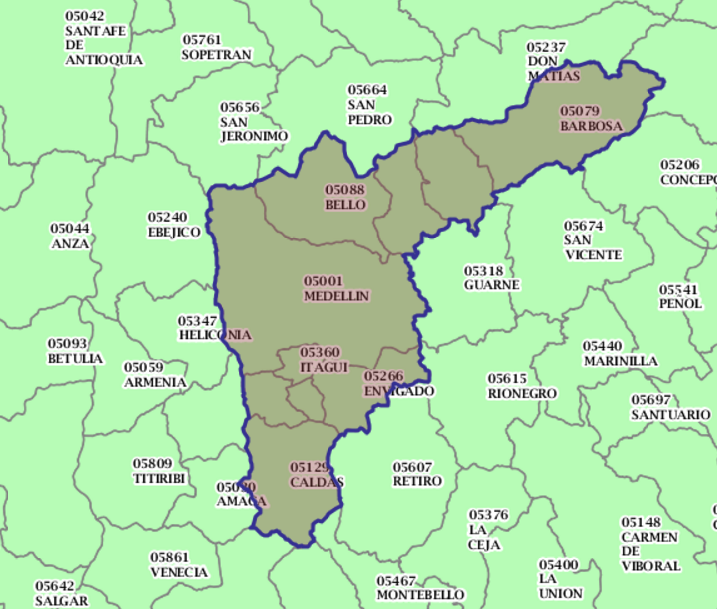 05042
SANTAFE
DE
ANTIOQUIA
05761
SOPETRAN
05237
DON
MATIAS
05664
SAN
PEDRO
05656
SAN
JERONIMO
05079
BARBOSA
05206
CONCEPC
05088
BELLO
05240
EBEJICO
05044
ANZA
05674
SAN
VICENTE
05318
GUARNE
05001
MEDELLIN
05541
PEÑOL
05347
HELICONIA
05093
BETULIA
05059
ARMENIA
05360
ITAGUI
05266
ENVIGADO
05440
MARINILLA
05615
RIONEGRO
05697
SANTUARIO
05809
TITIRIBI
05030
AMAGA
05129
CALDAS
05607
RETIRO
05376
LA
CEJA
05148
CARMEN
DE
VIBORAL
05861
VENECIA
05400
LA
UNION
05467
MONTEBELLO
05642
SALGAR